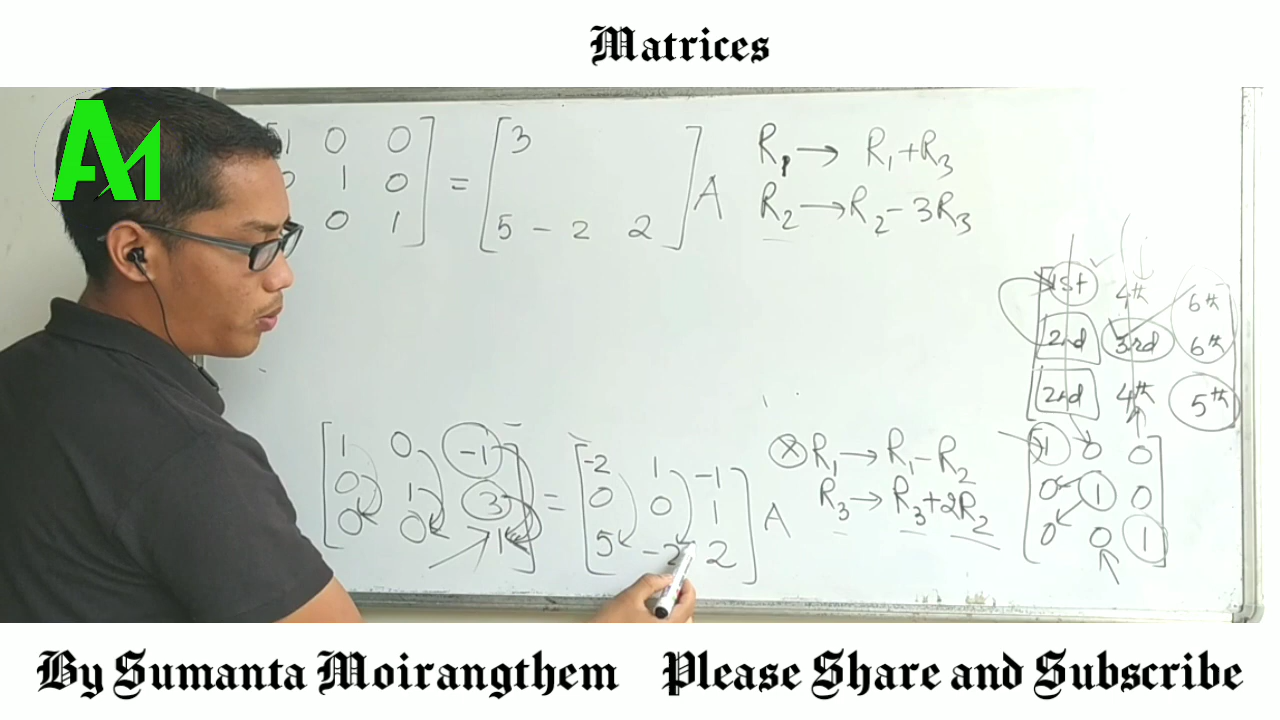 Matrices
AM
1 0 0 3 R₁ → R₁+R₃
0 1 0 = A R₂ → R₂ - 3R₃
0 1 5 - 2 2
1st 4th 6th
2nd 3rd 6th
2nd 4th 5th
1 0 -1 -2 1 -1 R₁ → R₁-R₂ 1 0 0
0 1 3 = 0 0 1 A R₃ → R₃+2R₂ 0 1 0
0 0 1 5 -2 2 0 0 1
By Sumanta Moirangthem Please Share and Subscribe